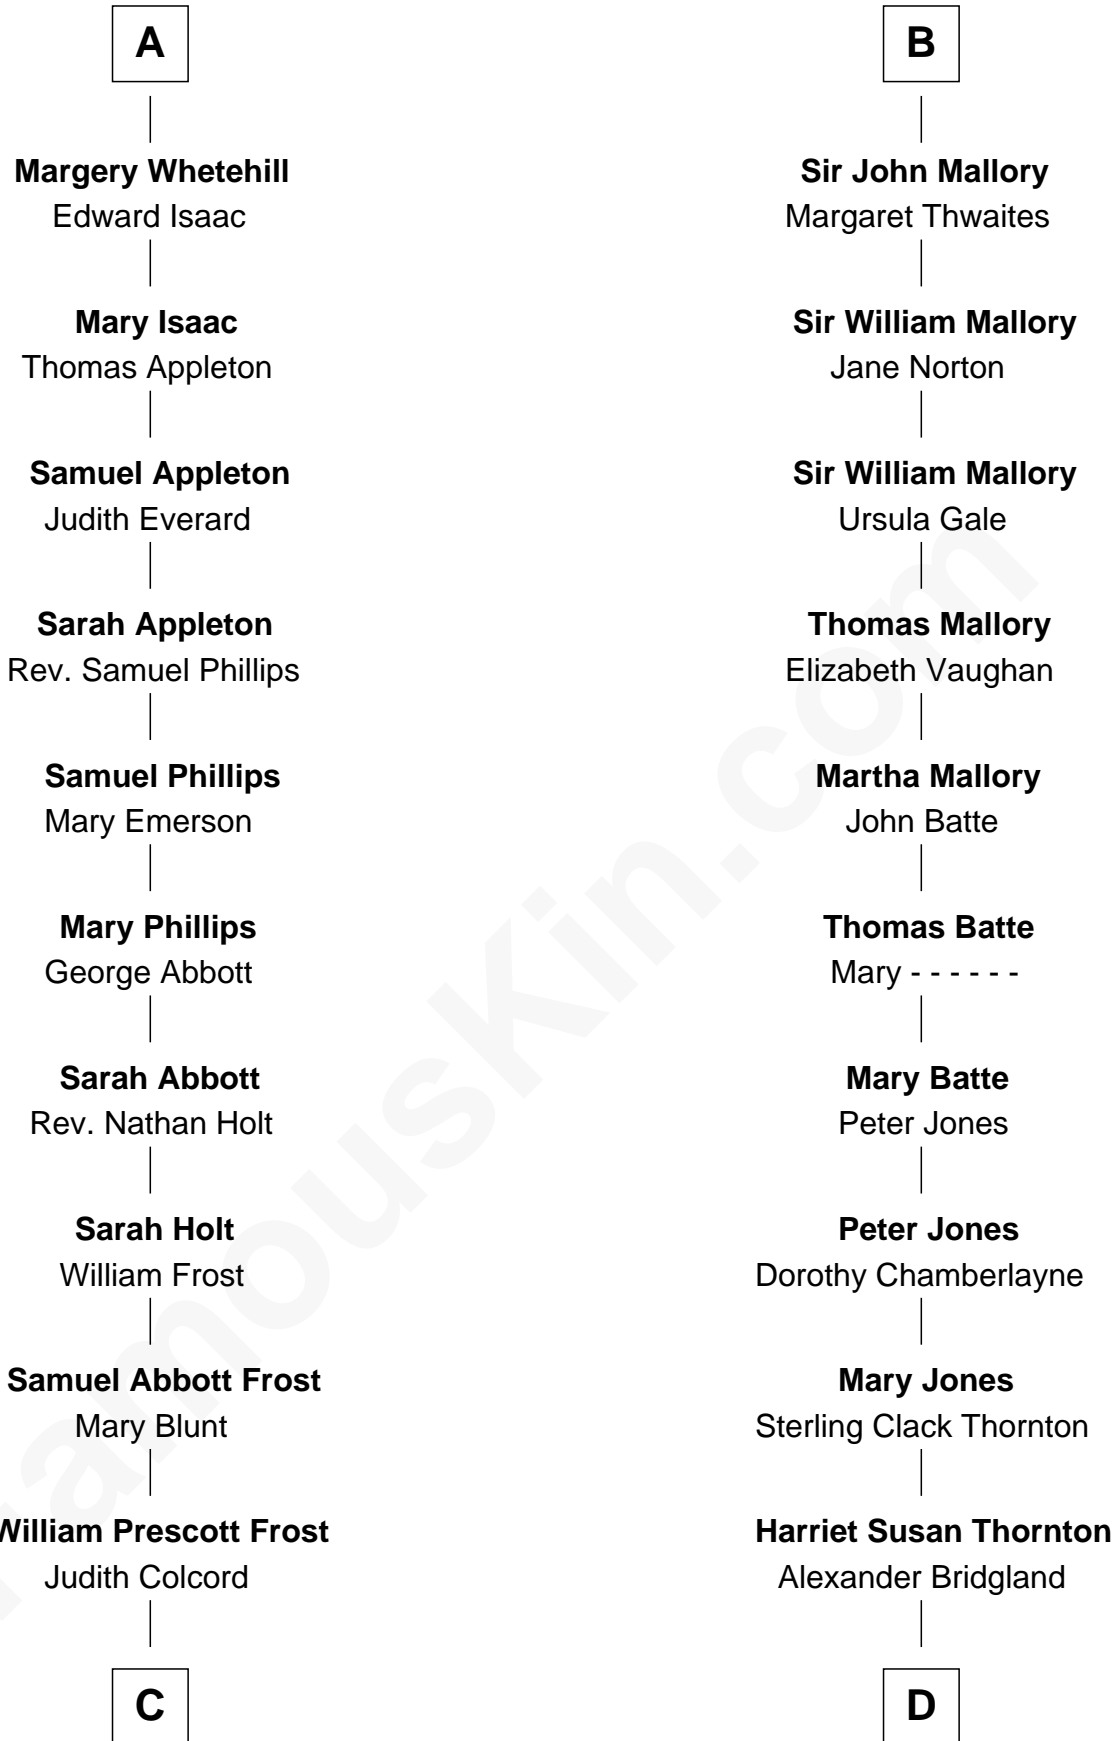 A
Margery Whetehill
Edward Isaac
Mary Isaac
Thomas Appleton
Samuel Appleton
Judith Everard
Sarah Appleton
Rev. Samuel Phillips
Samuel Phillips
Mary Emerson
Mary Phillips
George Abbott
Sarah Abbott
Rev. Nathan Holt
Sarah Holt
William Frost
Samuel Abbott Frost
Mary Blunt
William Prescott Frost
Judith Colcord
C
B
Sir John Mallory
Margaret Thwaites
Sir William Mallory
Jane Norton
Sir William Mallory
Ursula Gale
Thomas Mallory
Elizabeth Vaughan
Martha Mallory
John Batte
Thomas Batte
Mary - - - - - -
Mary Batte
Peter Jones
Peter Jones
Dorothy Chamberlayne
Mary Jones
Sterling Clack Thornton
Harriet Susan Thornton
Alexander Bridgland
D
FamousKin.com